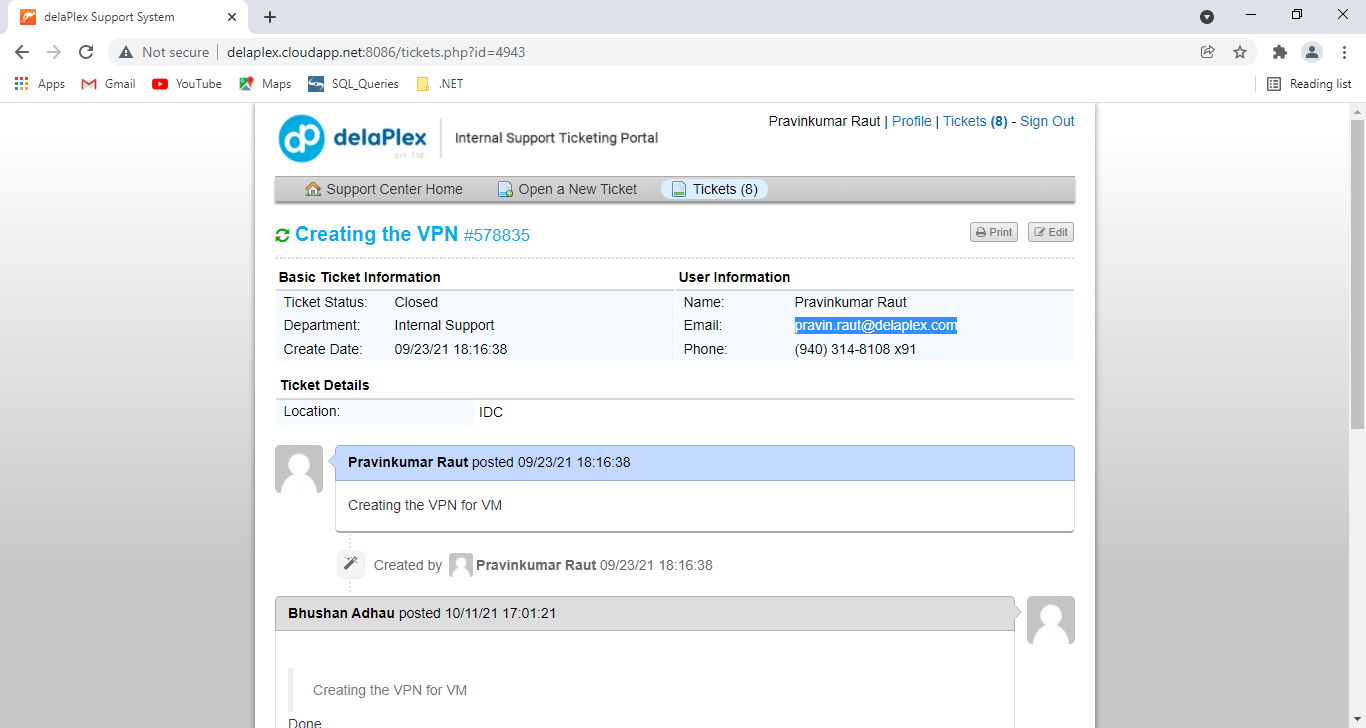 delaPlex Support System
Not secure delaplex.cloudapp.net:8086/tickets.php?id=4943
Apps Gmail YouTube Maps SQL_Queries .NET Reading list
delaPlex
pvt.ltd.
Internal Support Ticketing Portal
Pravinkumar Raut | Profile | Tickets (8) - Sign Out
Support Center Home Open a New Ticket Tickets (8)
Creating the VPN #578835
Print Edit
Basic Ticket Information
Ticket Status: Closed
Department: Internal Support
Create Date: 09/23/21 18:16:38
User Information
Name: Pravinkumar Raut
Email: pravin.raut@delaplex.com
Phone: (940) 314-8108 x91
Ticket Details
Location: IDC
Pravinkumar Raut posted 09/23/21 18:16:38
Creating the VPN for VM
Created by Pravinkumar Raut 09/23/21 18:16:38
Bhushan Adhau posted 10/11/21 17:01:21
Creating the VPN for VM
Done